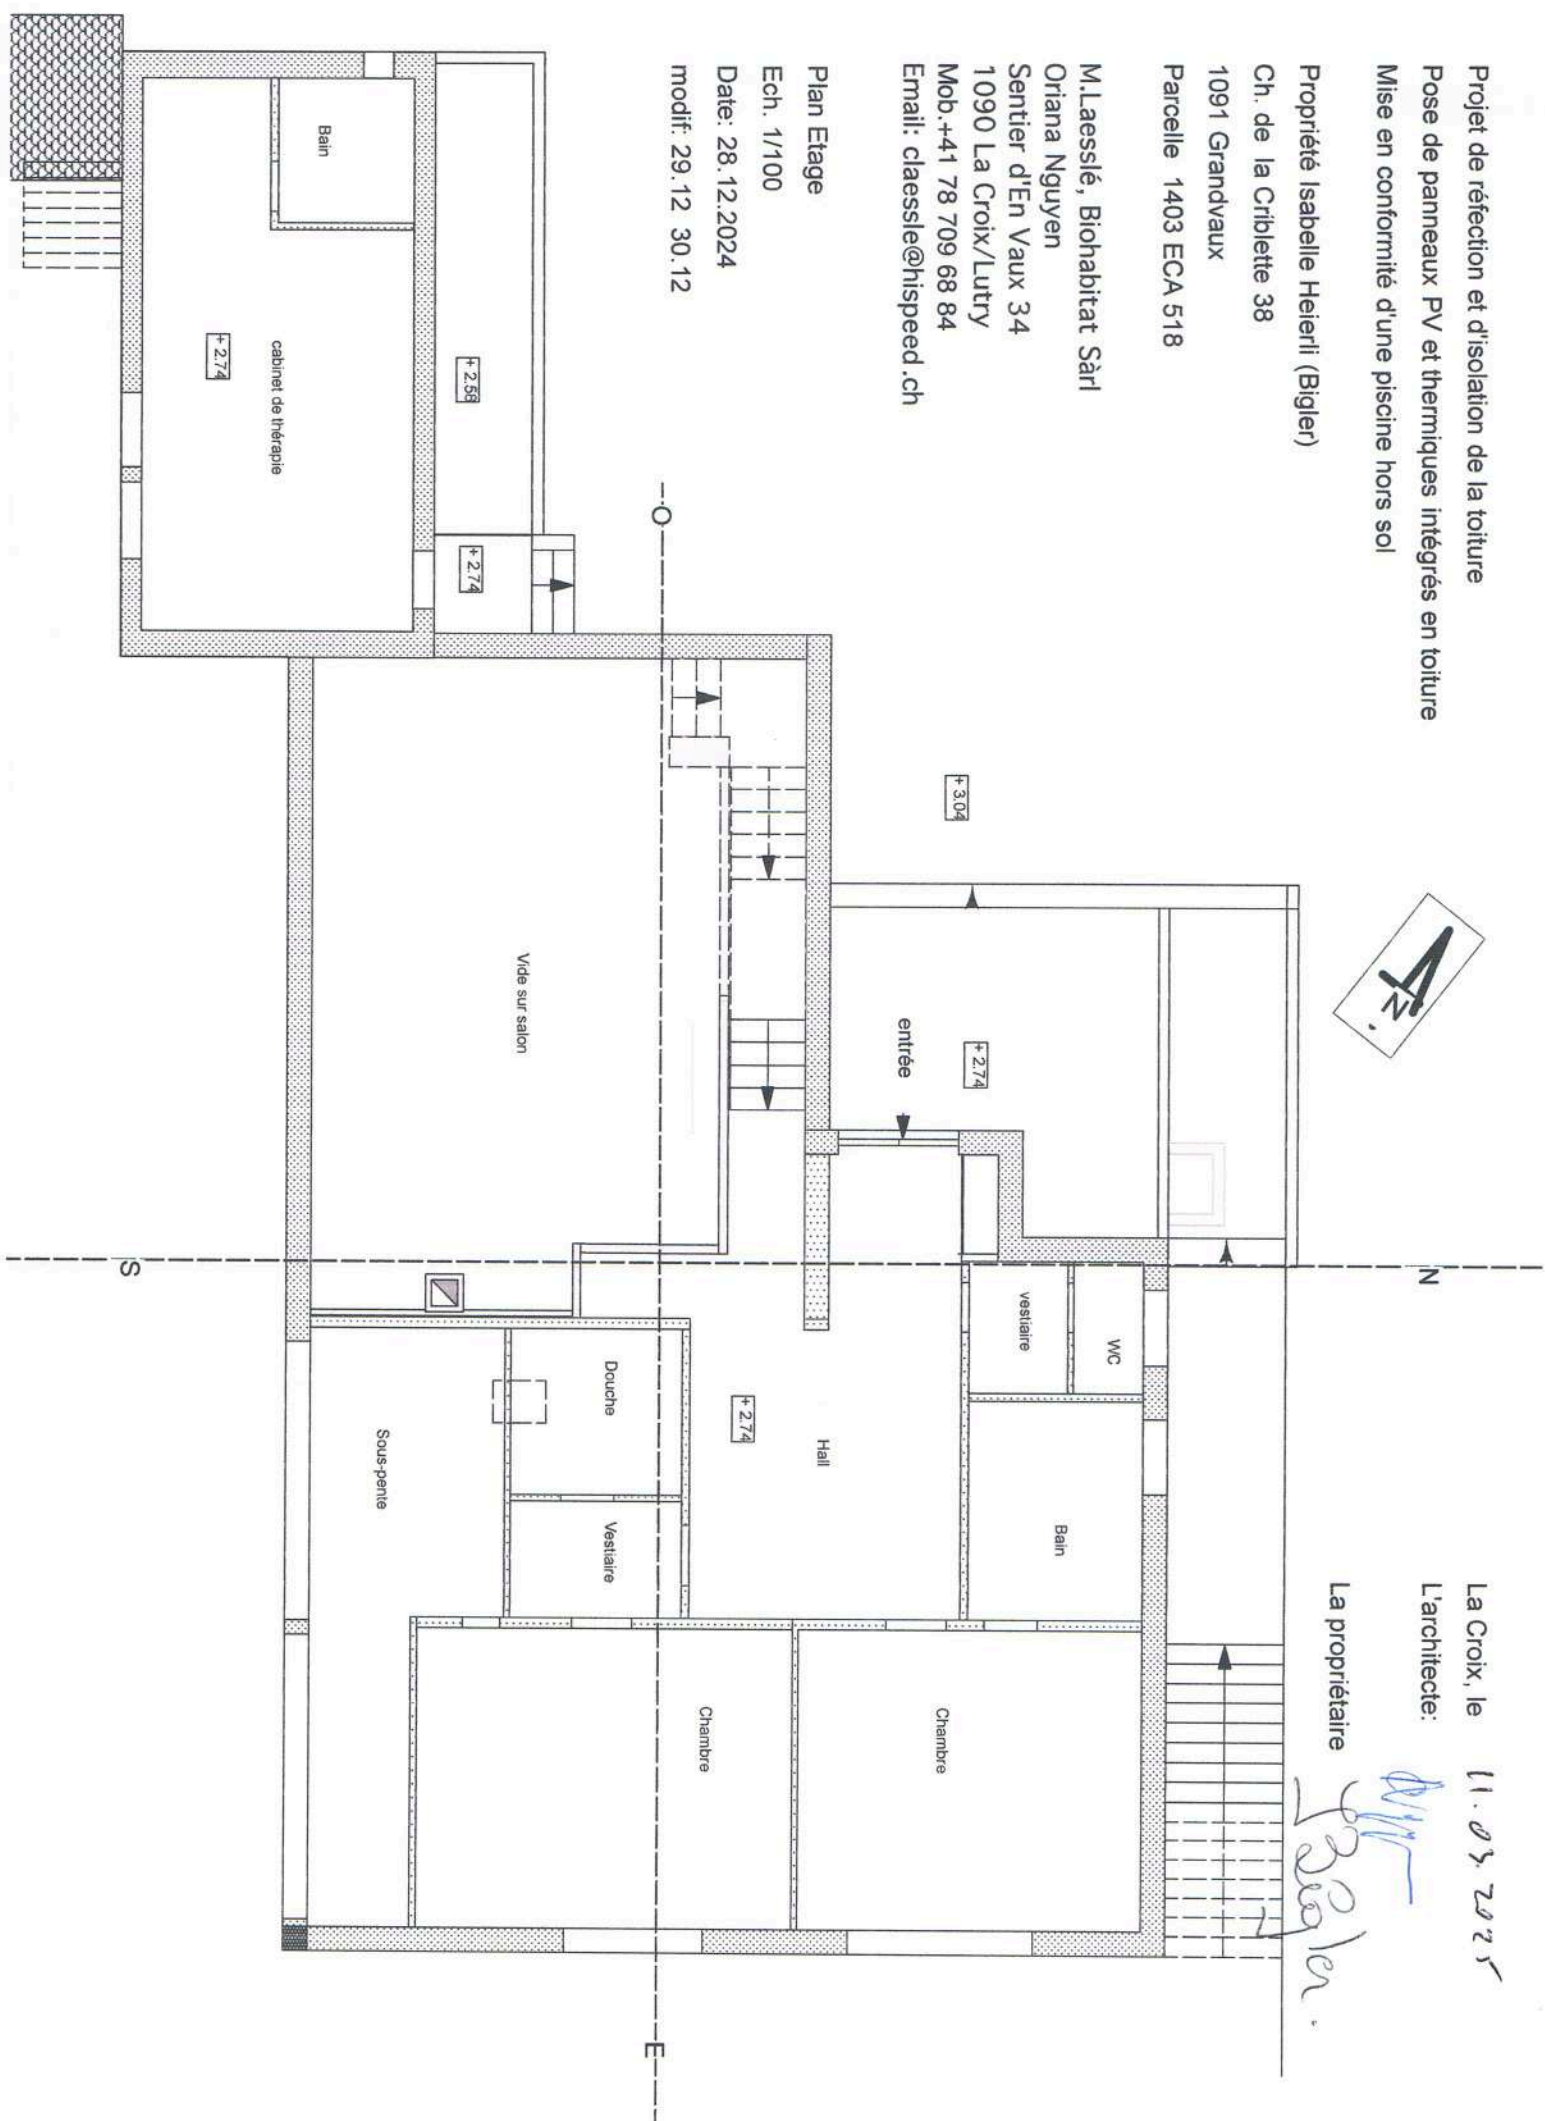 Projet de réfection et d'isolation de la toiture
Pose de panneaux PV et thermiques intégrés en toiture
Mise en conformité d'une piscine hors sol
Propriété Isabelle Heierli (Bigler)
Ch. de la Criblette 38
1091 Grandvaux
Parcelle 1403 ECA 518
M.Laesslé, Biohabitat Sàrl
Oriana Nguyen
Sentier d'En Vaux 34
1090 La Croix/Lutry
Mob.+41 78 709 68 84
Email: claessle@hispeed.ch
Plan Etage
Ech. 1/100
Date: 28.12.2024
modif: 29.12 30.12
La Croix, le 11.03.2025
L'architecte:
La propriétaire
Bigler.
N
N
+ 3.04
+ 2.74
entrée
WC
vestiaire
Bain
Hall
+ 2.74
Chambre
Chambre
O
E
Douche
Vestiaire
Vide sur salon
Sous-pente
+ 2.58
+ 2.74
Bain
cabinet de thérapie
+ 2.74
S